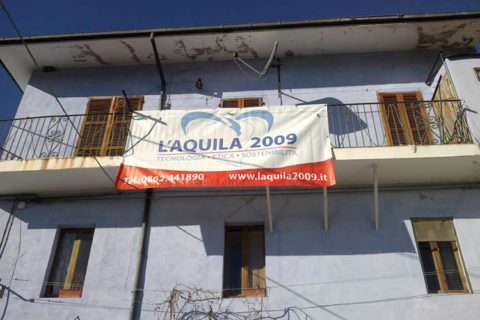 L'AQUILA 2009
TECNOLOGIA · ETICA · SOSTENIBILITÀ
Tel. 0862.441890 www.laquila2009.it